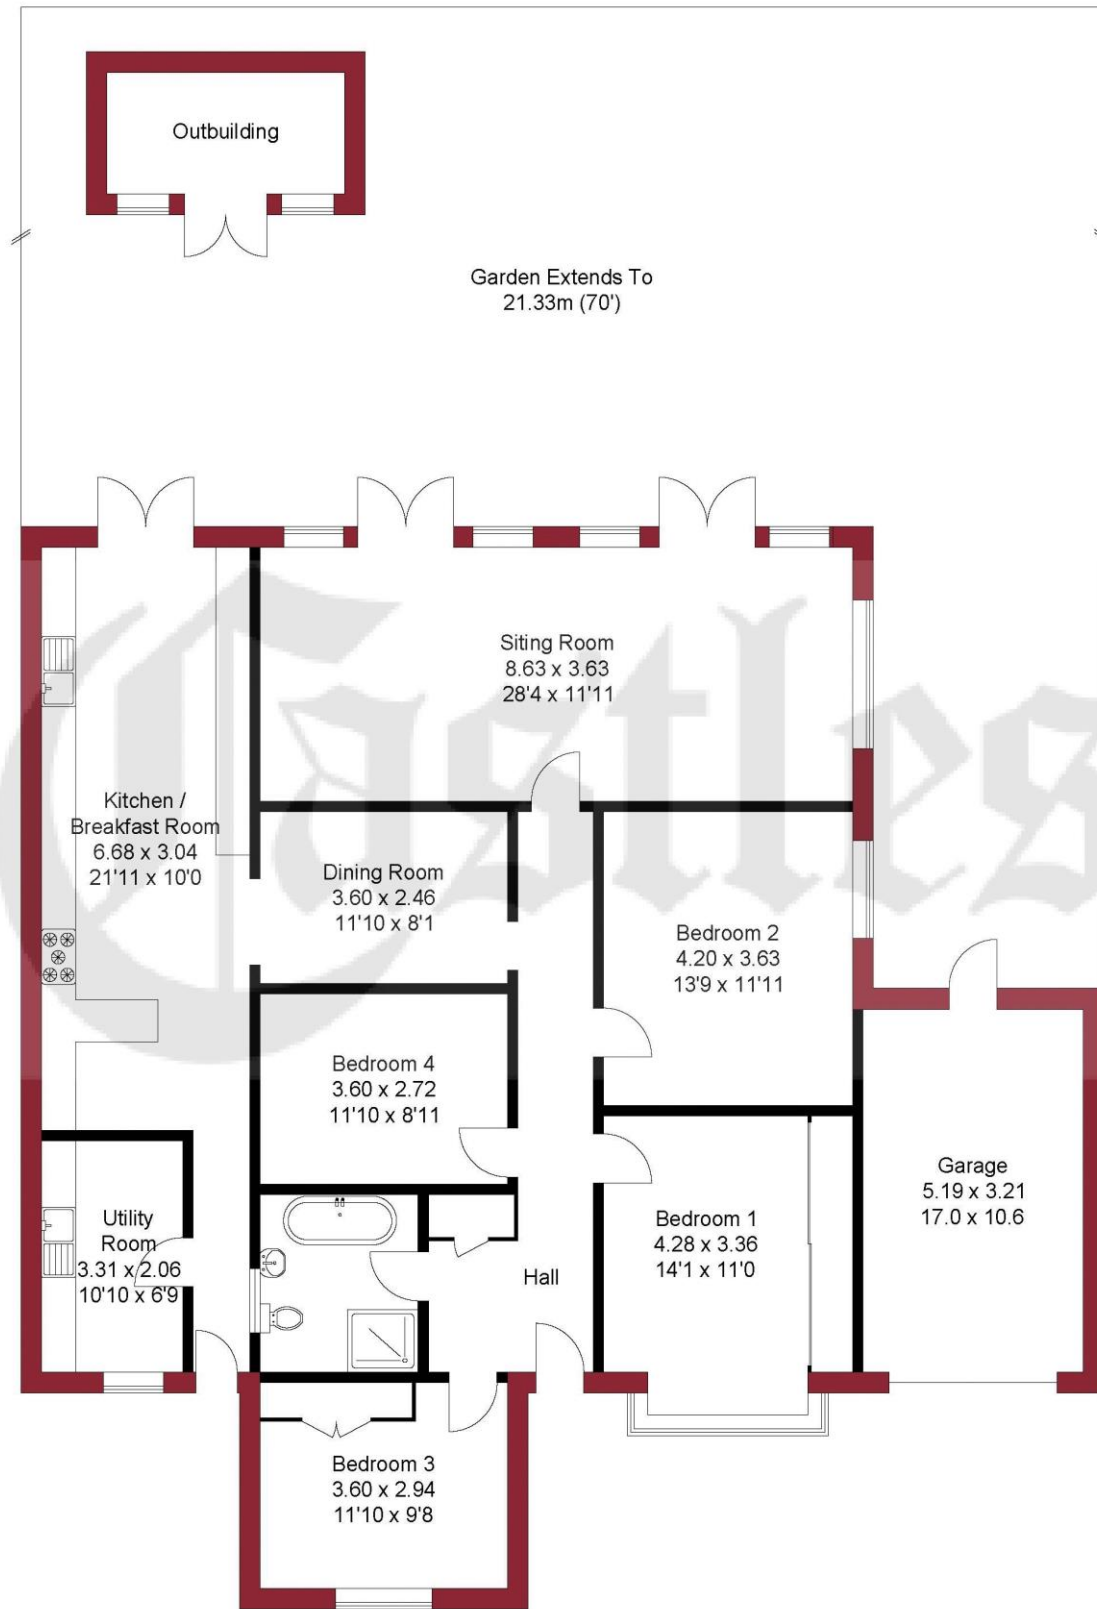 Outbuilding
Garden Extends To
21.33m (70')
Siting Room
8.63 x 3.63
28'4 x 11'11
Kitchen /
Breakfast Room
6.68 x 3.04
21'11 x 10'0
Dining Room
3.60 x 2.46
11'10 x 8'1
Bedroom 2
4.20 x 3.63
13'9 x 11'11
Bedroom 4
3.60 x 2.72
11'10 x 8'11
Garage
5.19 x 3.21
17.0 x 10.6
Utility
Room
3.31 x 2.06
10'10 x 6'9
Bedroom 1
4.28 x 3.36
14'1 x 11'0
Hall
Bedroom 3
3.60 x 2.94
11'10 x 9'8
Castles